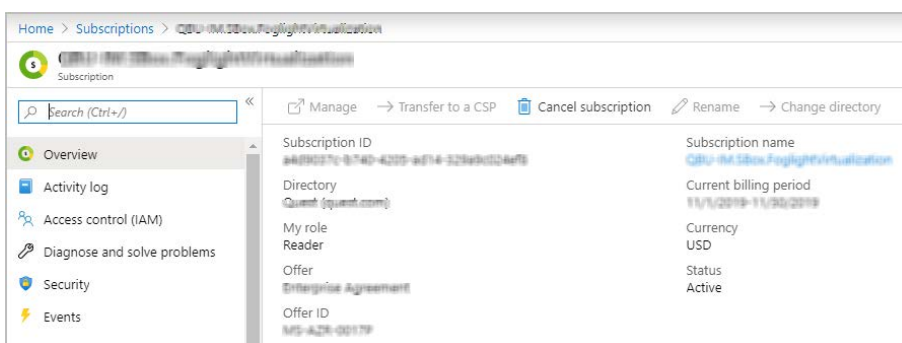 Home > Subscriptions >
Subscription
Search (Ctrl+/)
«
Manage → Transfer to a CSP Cancel subscription Rename → Change directory
Overview
Activity log
Access control (IAM)
Diagnose and solve problems
Security
Events
Subscription ID
Directory
My role
Reader
Offer
Offer ID
Subscription name
Current billing period
Currency
USD
Status
Active